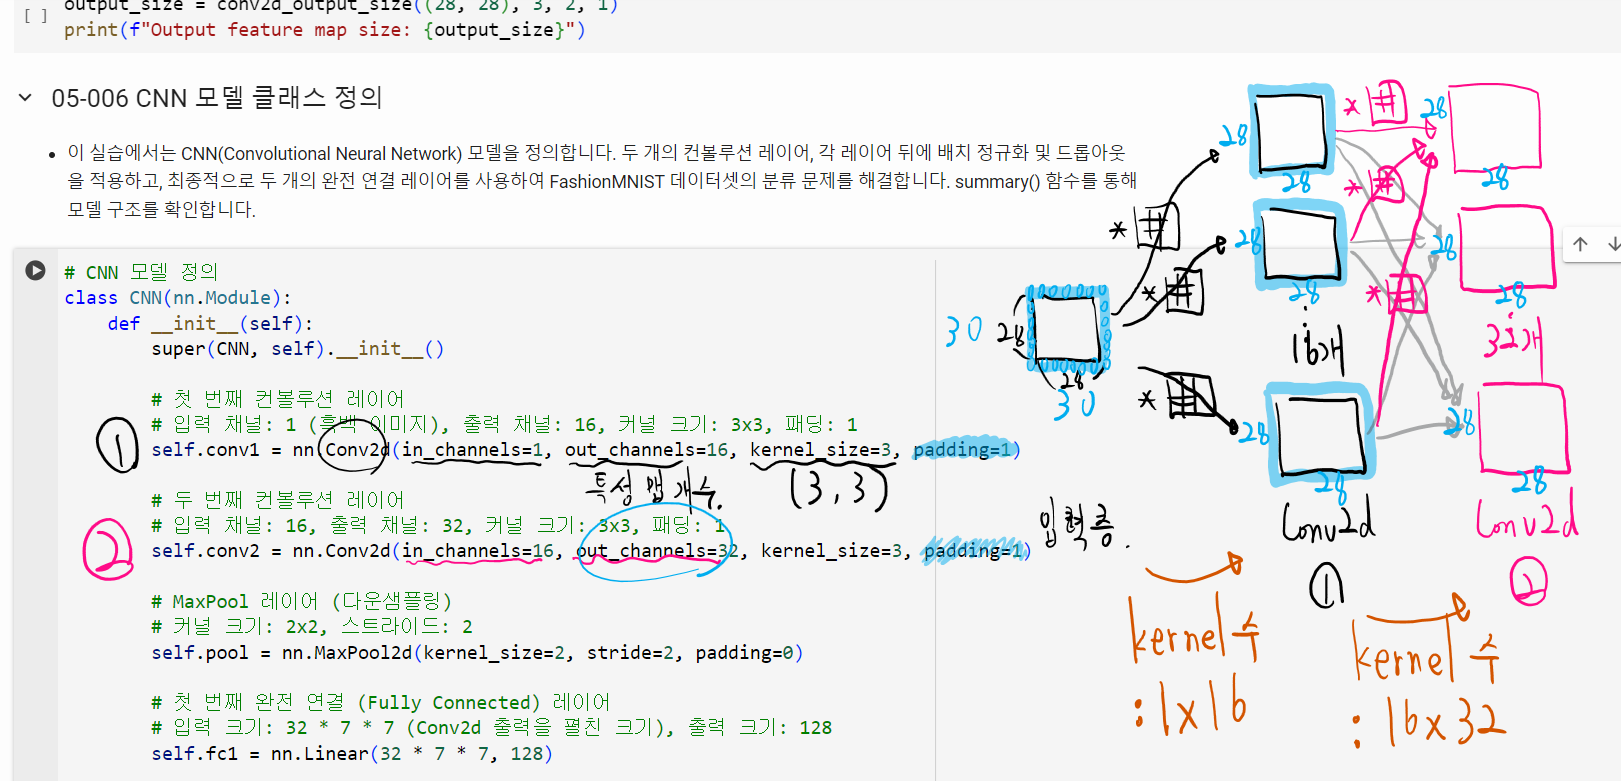 [ ]
output_size = conv2d_output_size((28, 28), 3, 2, 1)
print(f"Output feature map size: {output_size}")
05-006 CNN 모델 클래스 정의
이 실습에서는 CNN(Convolutional Neural Network) 모델을 정의합니다. 두 개의 컨볼루션 레이어, 각 레이어 뒤에 배치 정규화 및 드롭아웃
을 적용하고, 최종적으로 두 개의 완전 연결 레이어를 사용하여 FashionMNIST 데이터셋의 분류 문제를 해결합니다. summary() 함수를 통해
모델 구조를 확인합니다.
# CNN 모델 정의
class CNN(nn.Module):
def __init__(self):
super(CNN, self).__init__()
# 첫 번째 컨볼루션 레이어
# 입력 채널: 1 (흑백 이미지), 출력 채널: 16, 커널 크기: 3x3, 패딩: 1
① self.conv1 = nn.Conv2d(in_channels=1, out_channels=16, kernel_size=3, padding=1)
특성 맵 개수. (3,3)
# 두 번째 컨볼루션 레이어
# 입력 채널: 16, 출력 채널: 32, 커널 크기: 3x3, 패딩: 1
② self.conv2 = nn.Conv2d(in_channels=16, out_channels=32, kernel_size=3, padding=1)
# MaxPool 레이어 (다운샘플링)
# 커널 크기: 2x2, 스트라이드: 2
self.pool = nn.MaxPool2d(kernel_size=2, stride=2, padding=0)
# 첫 번째 완전 연결 (Fully Connected) 레이어
# 입력 크기: 32 * 7 * 7 (Conv2d 출력을 펼친 크기), 출력 크기: 128
self.fc1 = nn.Linear(32 * 7 * 7, 128)
30 28
28
30
입력층.
*
*
*
28
28
28
28
16개
28
28
Conv2d
①
*
*
*
28
28
28
28
32개
28
28
Conv2d
②
kernel 수
: 1x16
kernel 수
: 16x32